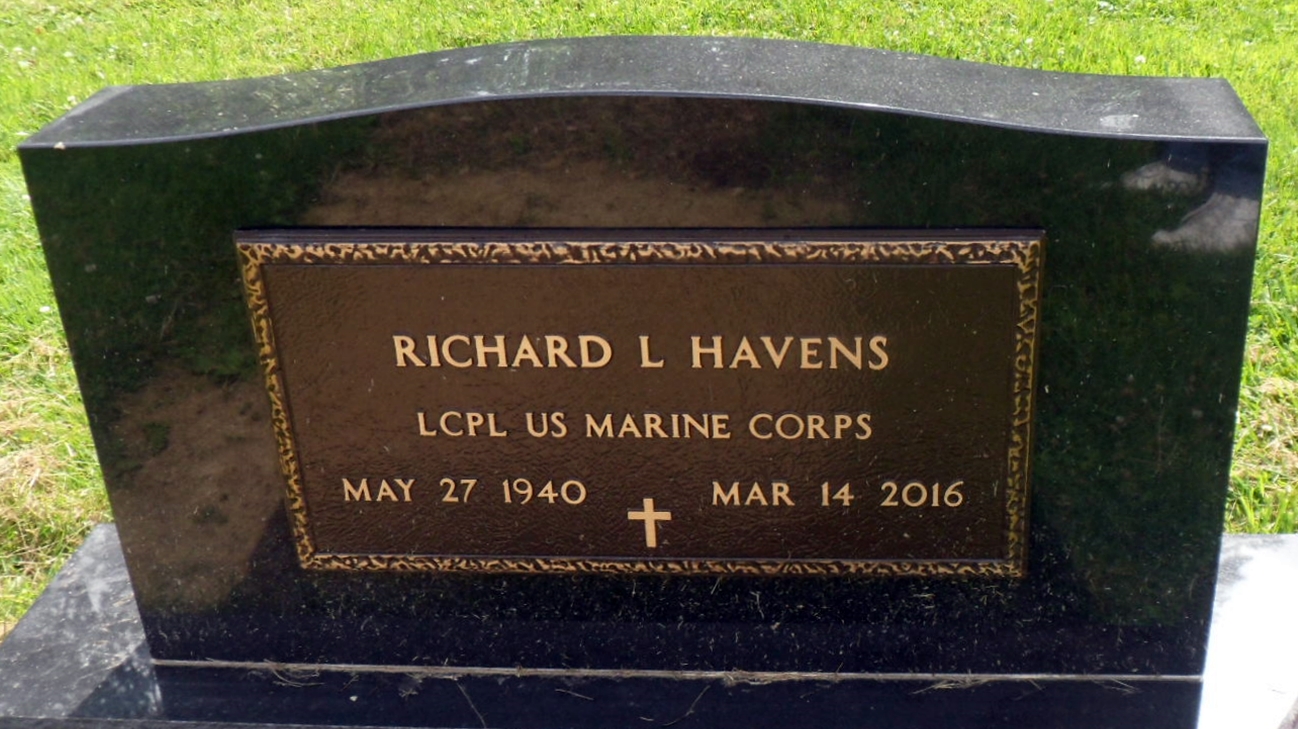 RICHARD L HAVENS
LCPL US MARINE CORPS
MAY 27 1940 MAR 14 2016